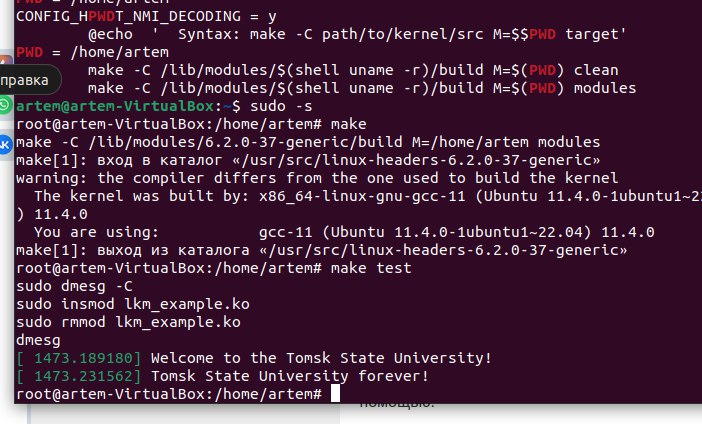 PWD = /home/artem
CONFIG_HPWDT_NMI_DECODING = y
@echo ' Syntax: make -C path/to/kernel/src M=$$PWD target'
PWD = /home/artem
make -C /lib/modules/$(shell uname -r)/build M=$(PWD) clean
make -C /lib/modules/$(shell uname -r)/build M=$(PWD) modules
правка
artem@artem-VirtualBox:~$ sudo -s
root@artem-VirtualBox:/home/artem# make
make -C /lib/modules/6.2.0-37-generic/build M=/home/artem modules
make[1]: вход в каталог «/usr/src/linux-headers-6.2.0-37-generic»
warning: the compiler differs from the one used to build the kernel
The kernel was built by: x86_64-linux-gnu-gcc-11 (Ubuntu 11.4.0-1ubuntu1~22
) 11.4.0
You are using: gcc-11 (Ubuntu 11.4.0-1ubuntu1~22.04) 11.4.0
make[1]: выход из каталога «/usr/src/linux-headers-6.2.0-37-generic»
root@artem-VirtualBox:/home/artem# make test
sudo dmesg -C
sudo insmod lkm_example.ko
sudo rmmod lkm_example.ko
dmesg
[ 1473.189180] Welcome to the Tomsk State University!
[ 1473.231562] Tomsk State University forever!
root@artem-VirtualBox:/home/artem#
помощью.